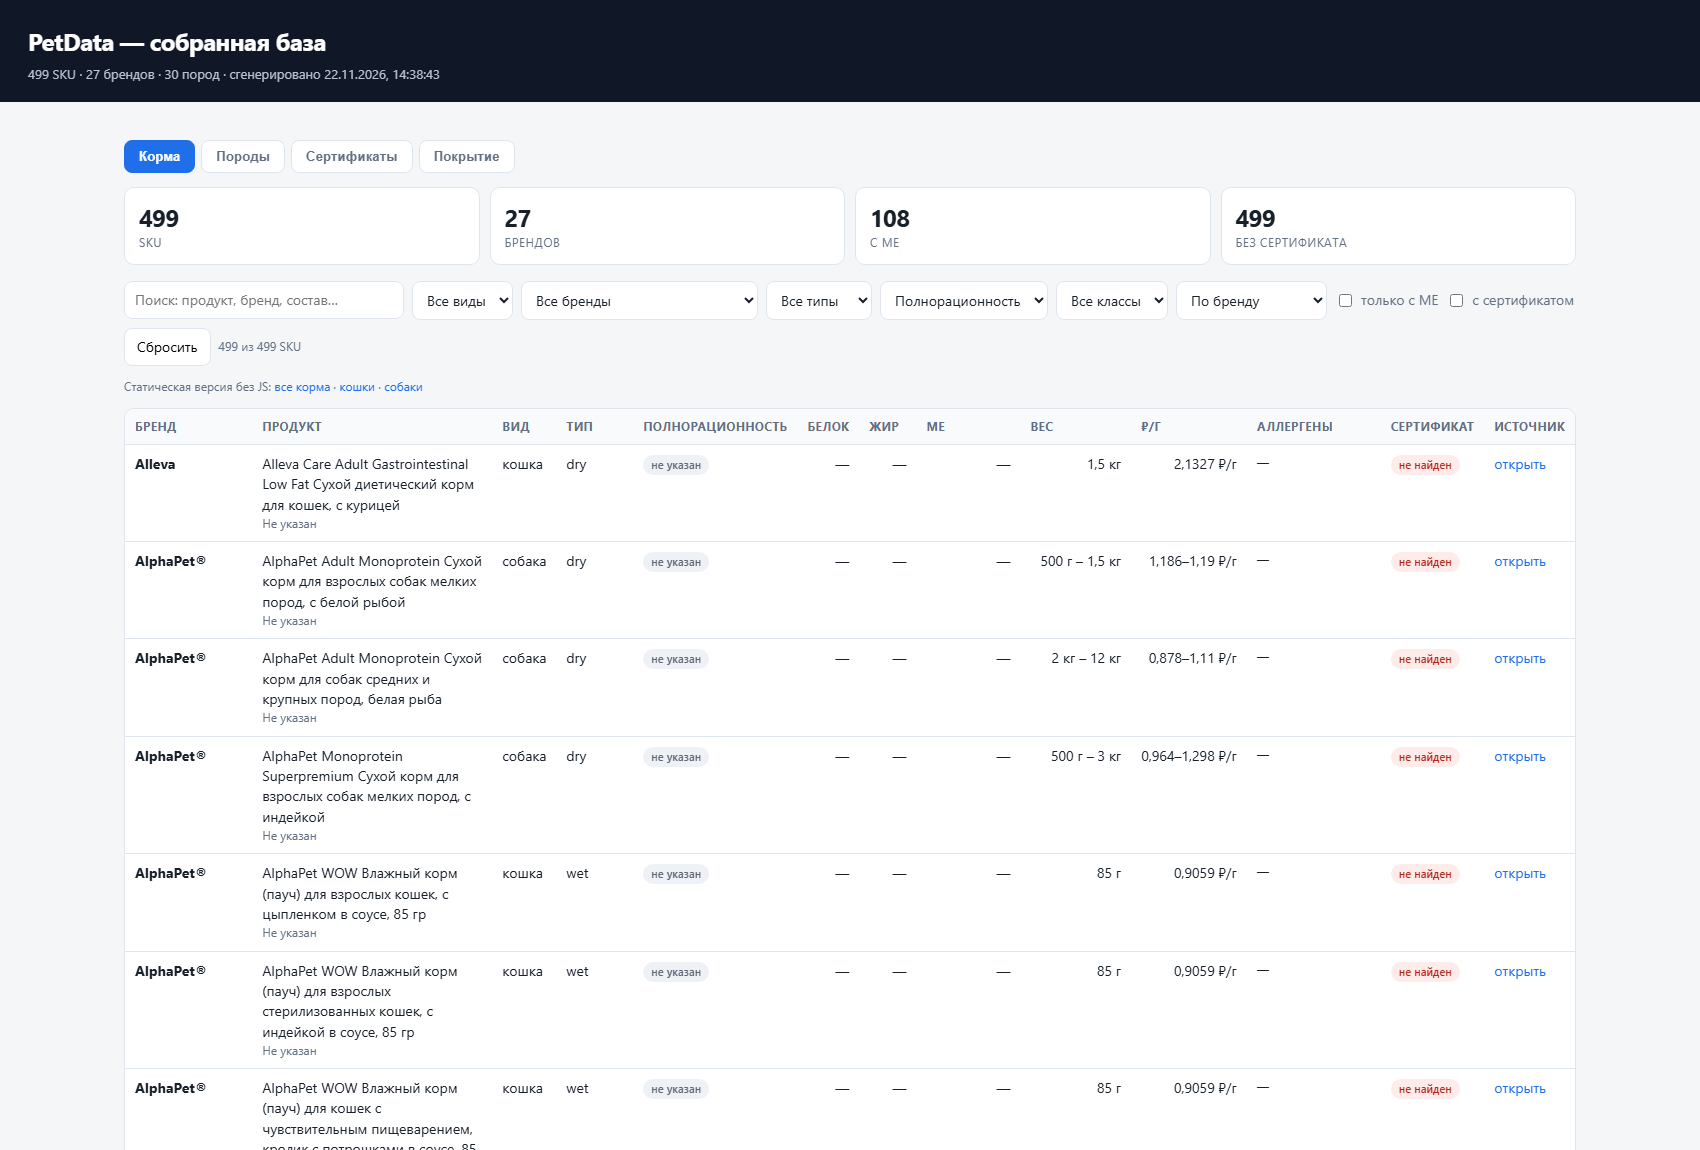 PetData — собранная база
499 SKU · 27 брендов · 30 пород · сгенерировано 22.11.2026, 14:38:43
Корма Породы Сертификаты Покрытие
499 27 108 499
SKU БРЕНДОВ С МЕ БЕЗ СЕРТИФИКАТА
Поиск: продукт, бренд, состав... Все виды Все бренды Все типы Полнорационность Все классы По бренду только с МЕ с сертификатом
Сбросить 499 из 499 SKU
Статическая версия без JS: все корма · кошки · собаки
БРЕНД ПРОДУКТ ВИД ТИП ПОЛНОРАЦИОННОСТЬ БЕЛОК ЖИР МЕ ВЕС ₽/Г АЛЛЕРГЕНЫ СЕРТИФИКАТ ИСТОЧНИК
Alleva Alleva Care Adult Gastrointestinal кошка dry не указан — — — 1,5 кг 2,1327 ₽/г — не найден открыть
Low Fat Сухой диетический корм
для кошек, с курицей
Не указан
AlphaPet® AlphaPet Adult Monoprotein Сухой собака dry не указан — — — 500 г – 1,5 кг 1,186–1,19 ₽/г — не найден открыть
корм для взрослых собак мелких
пород, с белой рыбой
Не указан
AlphaPet® AlphaPet Adult Monoprotein Сухой собака dry не указан — — — 2 кг – 12 кг 0,878–1,11 ₽/г — не найден открыть
корм для собак средних и
крупных пород, белая рыба
Не указан
AlphaPet® AlphaPet Monoprotein собака dry не указан — — — 500 г – 3 кг 0,964–1,298 ₽/г — не найден открыть
Superpremium Сухой корм для
взрослых собак мелких пород, с
индейкой
Не указан
AlphaPet® AlphaPet WOW Влажный корм кошка wet не указан — — — 85 г 0,9059 ₽/г — не найден открыть
(пауч) для взрослых кошек, с
цыпленком в соусе, 85 гр
Не указан
AlphaPet® AlphaPet WOW Влажный корм кошка wet не указан — — — 85 г 0,9059 ₽/г — не найден открыть
(пауч) для взрослых
стерилизованных кошек, с
индейкой в соусе, 85 гр
Не указан
AlphaPet® AlphaPet WOW Влажный корм кошка wet не указан — — — 85 г 0,9059 ₽/г — не найден открыть
(пауч) для кошек с
чувствительным пищеварением,
кролик с потрошками в соусе, 85